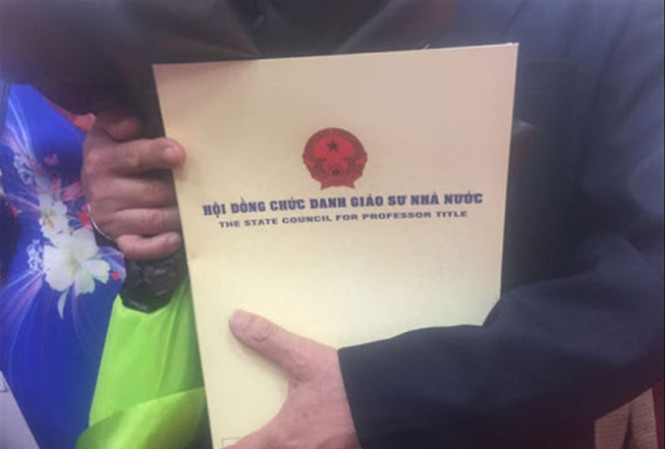 HỘI ĐỒNG CHỨC DANH GIÁO SƯ NHÀ NƯỚC
THE STATE COUNCIL FOR PROFESSOR TITLE